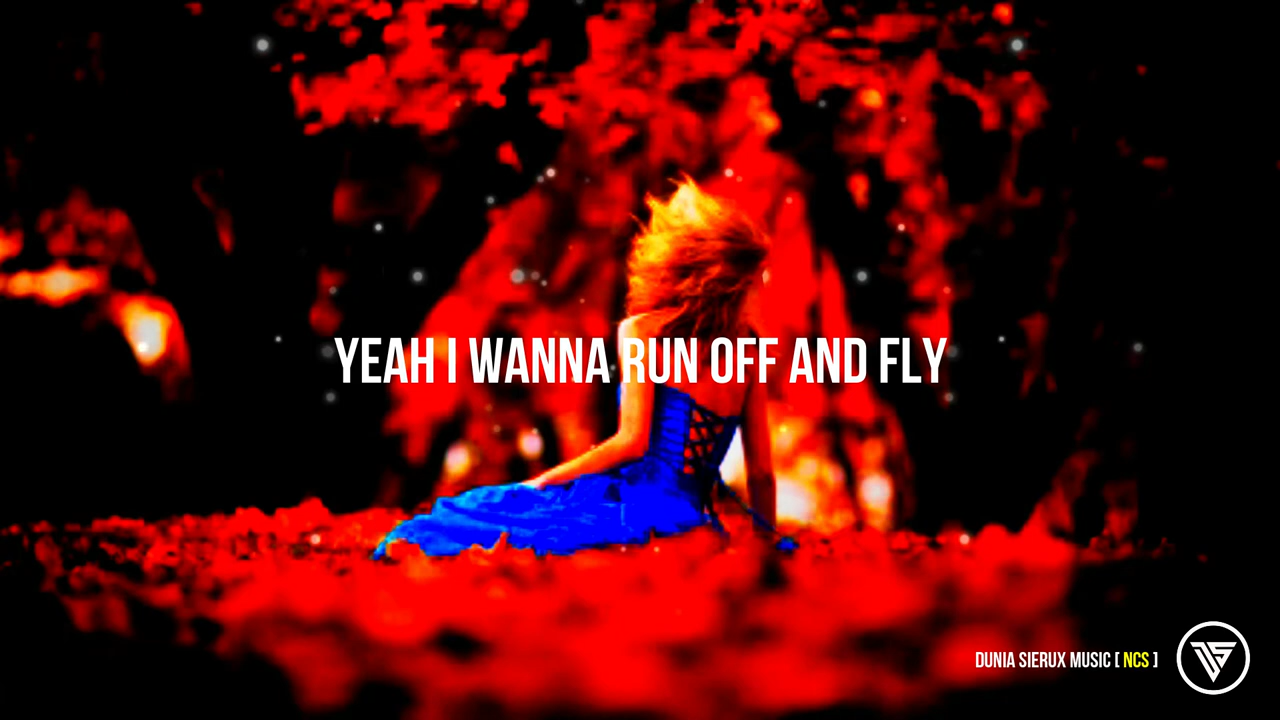 YEAH I WANNA RUN OFF AND FLY
DUNIA SIERUX MUSIC [ NCS ]